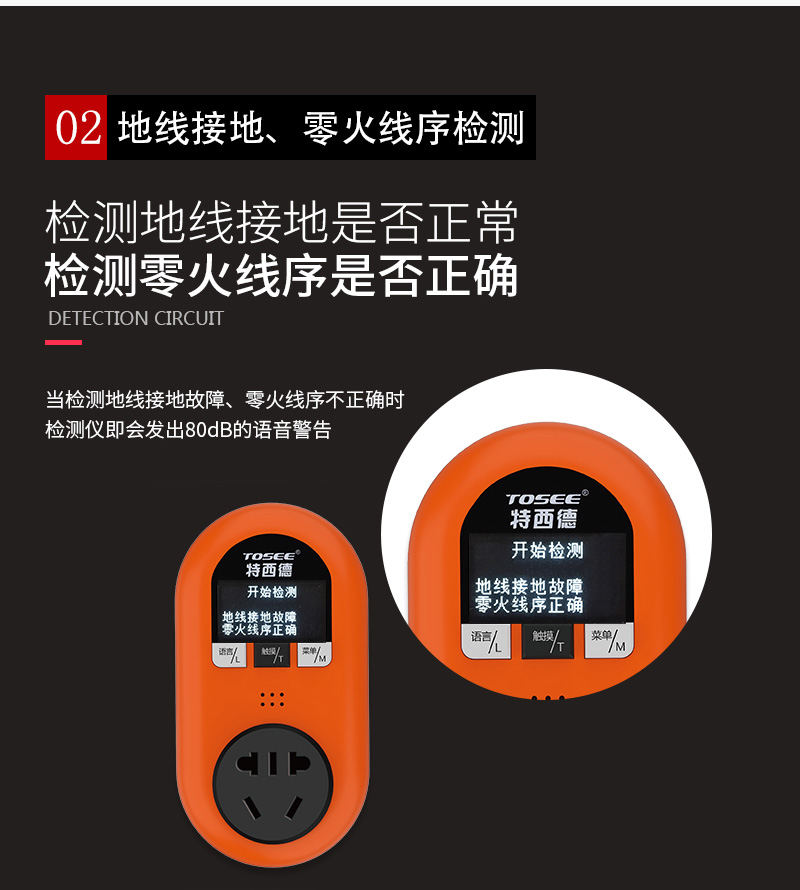 02 地线接地、零火线序检测
检测地线接地是否正常
检测零火线序是否正确
DETECTION CIRCUIT
当检测地线接地故障、零火线序不正确时
检测仪即会发出80dB的语音警告
TOSEE®
特西德
开始检测
地线接地故障
零火线序正确
语言/L
触摸/T
菜单/M
TOSEE®
特西德
开始检测
地线接地故障
零火线序正确
语言/L
触摸/T
菜单/M